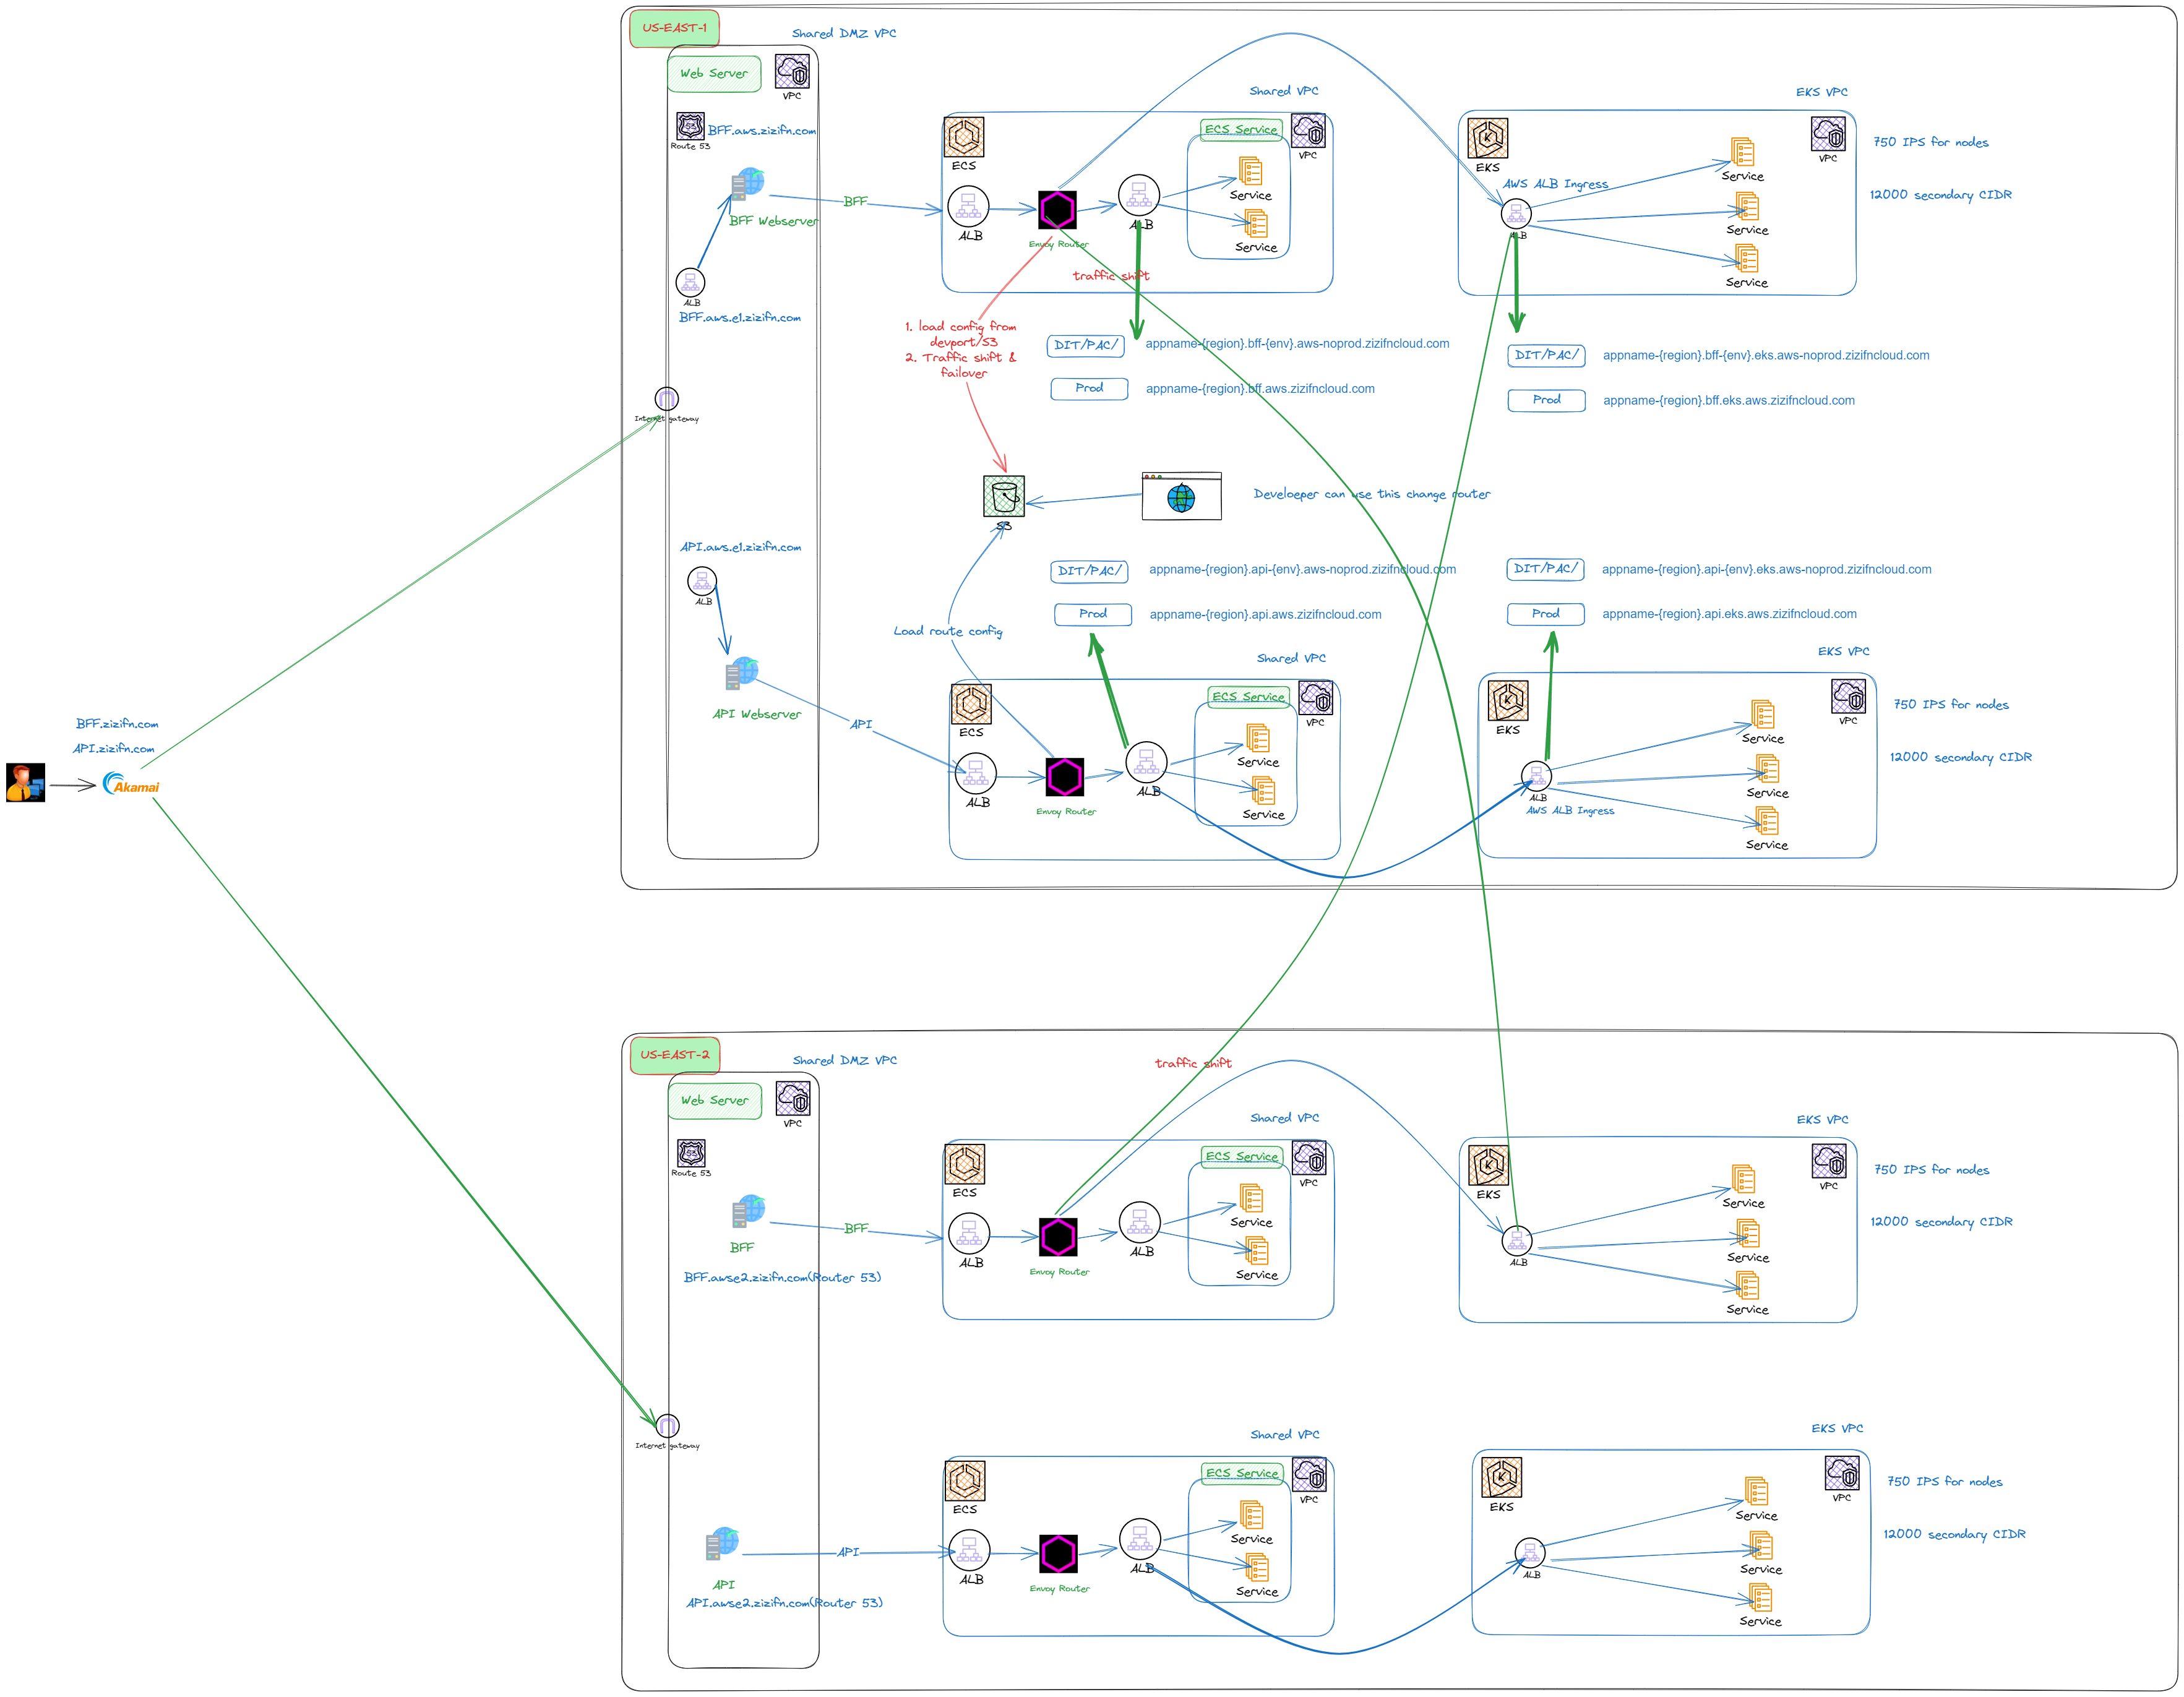 US-EAST-1
Shared DMZ VPC
Web Server
VPC
Route 53
BFF.aws.zizifn.com
BFF Webserver
ALB
BFF.aws.e1.zizifn.com
Internet gateway
API.aws.e1.zizifn.com
ALB
API Webserver
BFF
API
Shared VPC
ECS
ECS Service
VPC
ALB
Envoy Router
ALB
Service
Service
traffic shift
EKS VPC
EKS
VPC
AWS ALB Ingress
ALB
Service
Service
Service
750 IPS for nodes
12000 secondary CIDR
1. load config from
devport/S3
2. Traffic shift &
failover
DIT/PAC/
appname-{region}.bff-{env}.aws-noprod.zizifncloud.com
Prod
appname-{region}.bff.aws.zizifncloud.com
DIT/PAC/
appname-{region}.bff-{env}.eks.aws-noprod.zizifncloud.com
Prod
appname-{region}.bff.eks.aws.zizifncloud.com
S3
Develoeper can use this change router
DIT/PAC/
appname-{region}.api-{env}.aws-noprod.zizifncloud.com
Prod
appname-{region}.api.aws.zizifncloud.com
DIT/PAC/
appname-{region}.api-{env}.eks.aws-noprod.zizifncloud.com
Prod
appname-{region}.api.eks.aws.zizifncloud.com
Load route config
Shared VPC
ECS
ECS Service
VPC
ALB
Envoy Router
ALB
Service
Service
EKS VPC
EKS
VPC
ALB
AWS ALB Ingress
Service
Service
Service
750 IPS for nodes
12000 secondary CIDR
BFF.zizifn.com
API.zizifn.com
Akamai
US-EAST-2
Shared DMZ VPC
Web Server
VPC
Route 53
BFF
BFF.awse2.zizifn.com(Router 53)
Internet gateway
API
API.awse2.zizifn.com(Router 53)
BFF
API
traffic shift
Shared VPC
ECS
ECS Service
VPC
ALB
Envoy Router
ALB
Service
Service
EKS VPC
EKS
VPC
ALB
Service
Service
Service
750 IPS for nodes
12000 secondary CIDR
Shared VPC
ECS
ECS Service
VPC
ALB
Envoy Router
ALB
Service
Service
EKS VPC
EKS
VPC
ALB
Service
Service
Service
750 IPS for nodes
12000 secondary CIDR